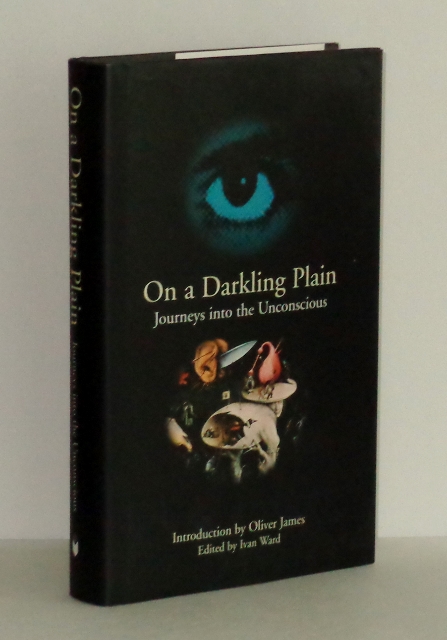 On a Darkling Plain
Journeys into the Unconscious
On a Darkling Plain
Journeys into the Unconscious
Introduction by Oliver James
Edited by Ivan Ward